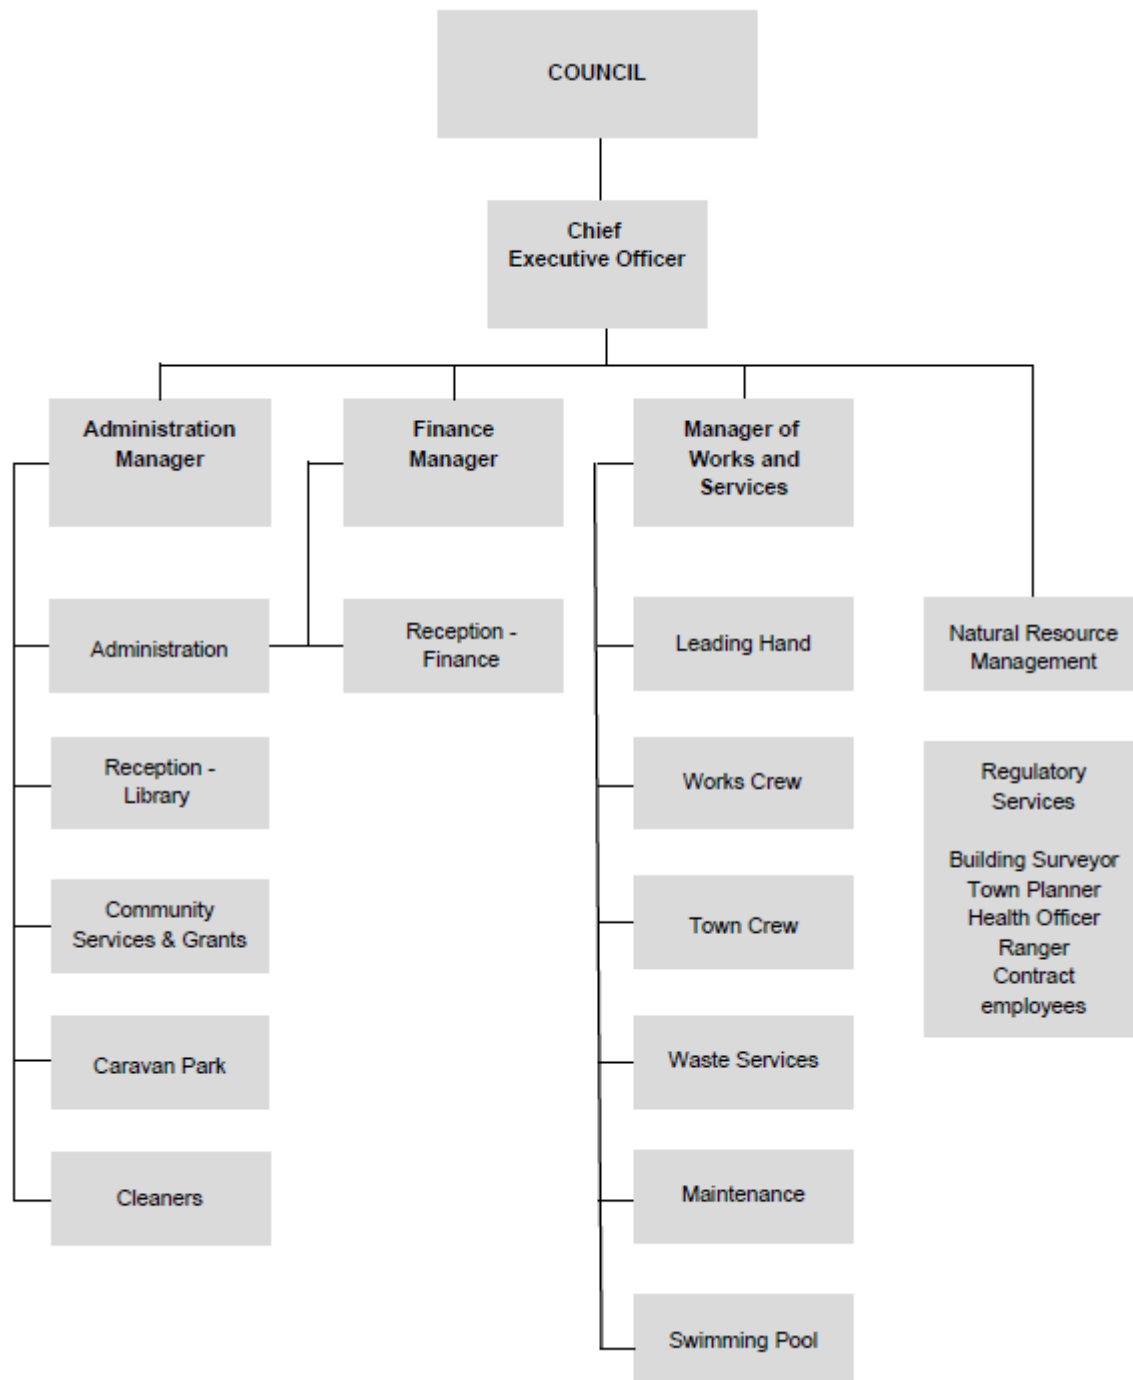 COUNCIL
Chief
Executive Officer
Administration
Manager
Finance
Manager
Manager of
Works and
Services
Administration
Reception -
Finance
Leading Hand
Natural Resource
Management
Reception -
Library
Works Crew
Regulatory
Services
Building Surveyor
Town Planner
Health Officer
Ranger
Contract
employees
Community
Services & Grants
Town Crew
Caravan Park
Waste Services
Cleaners
Maintenance
Swimming Pool